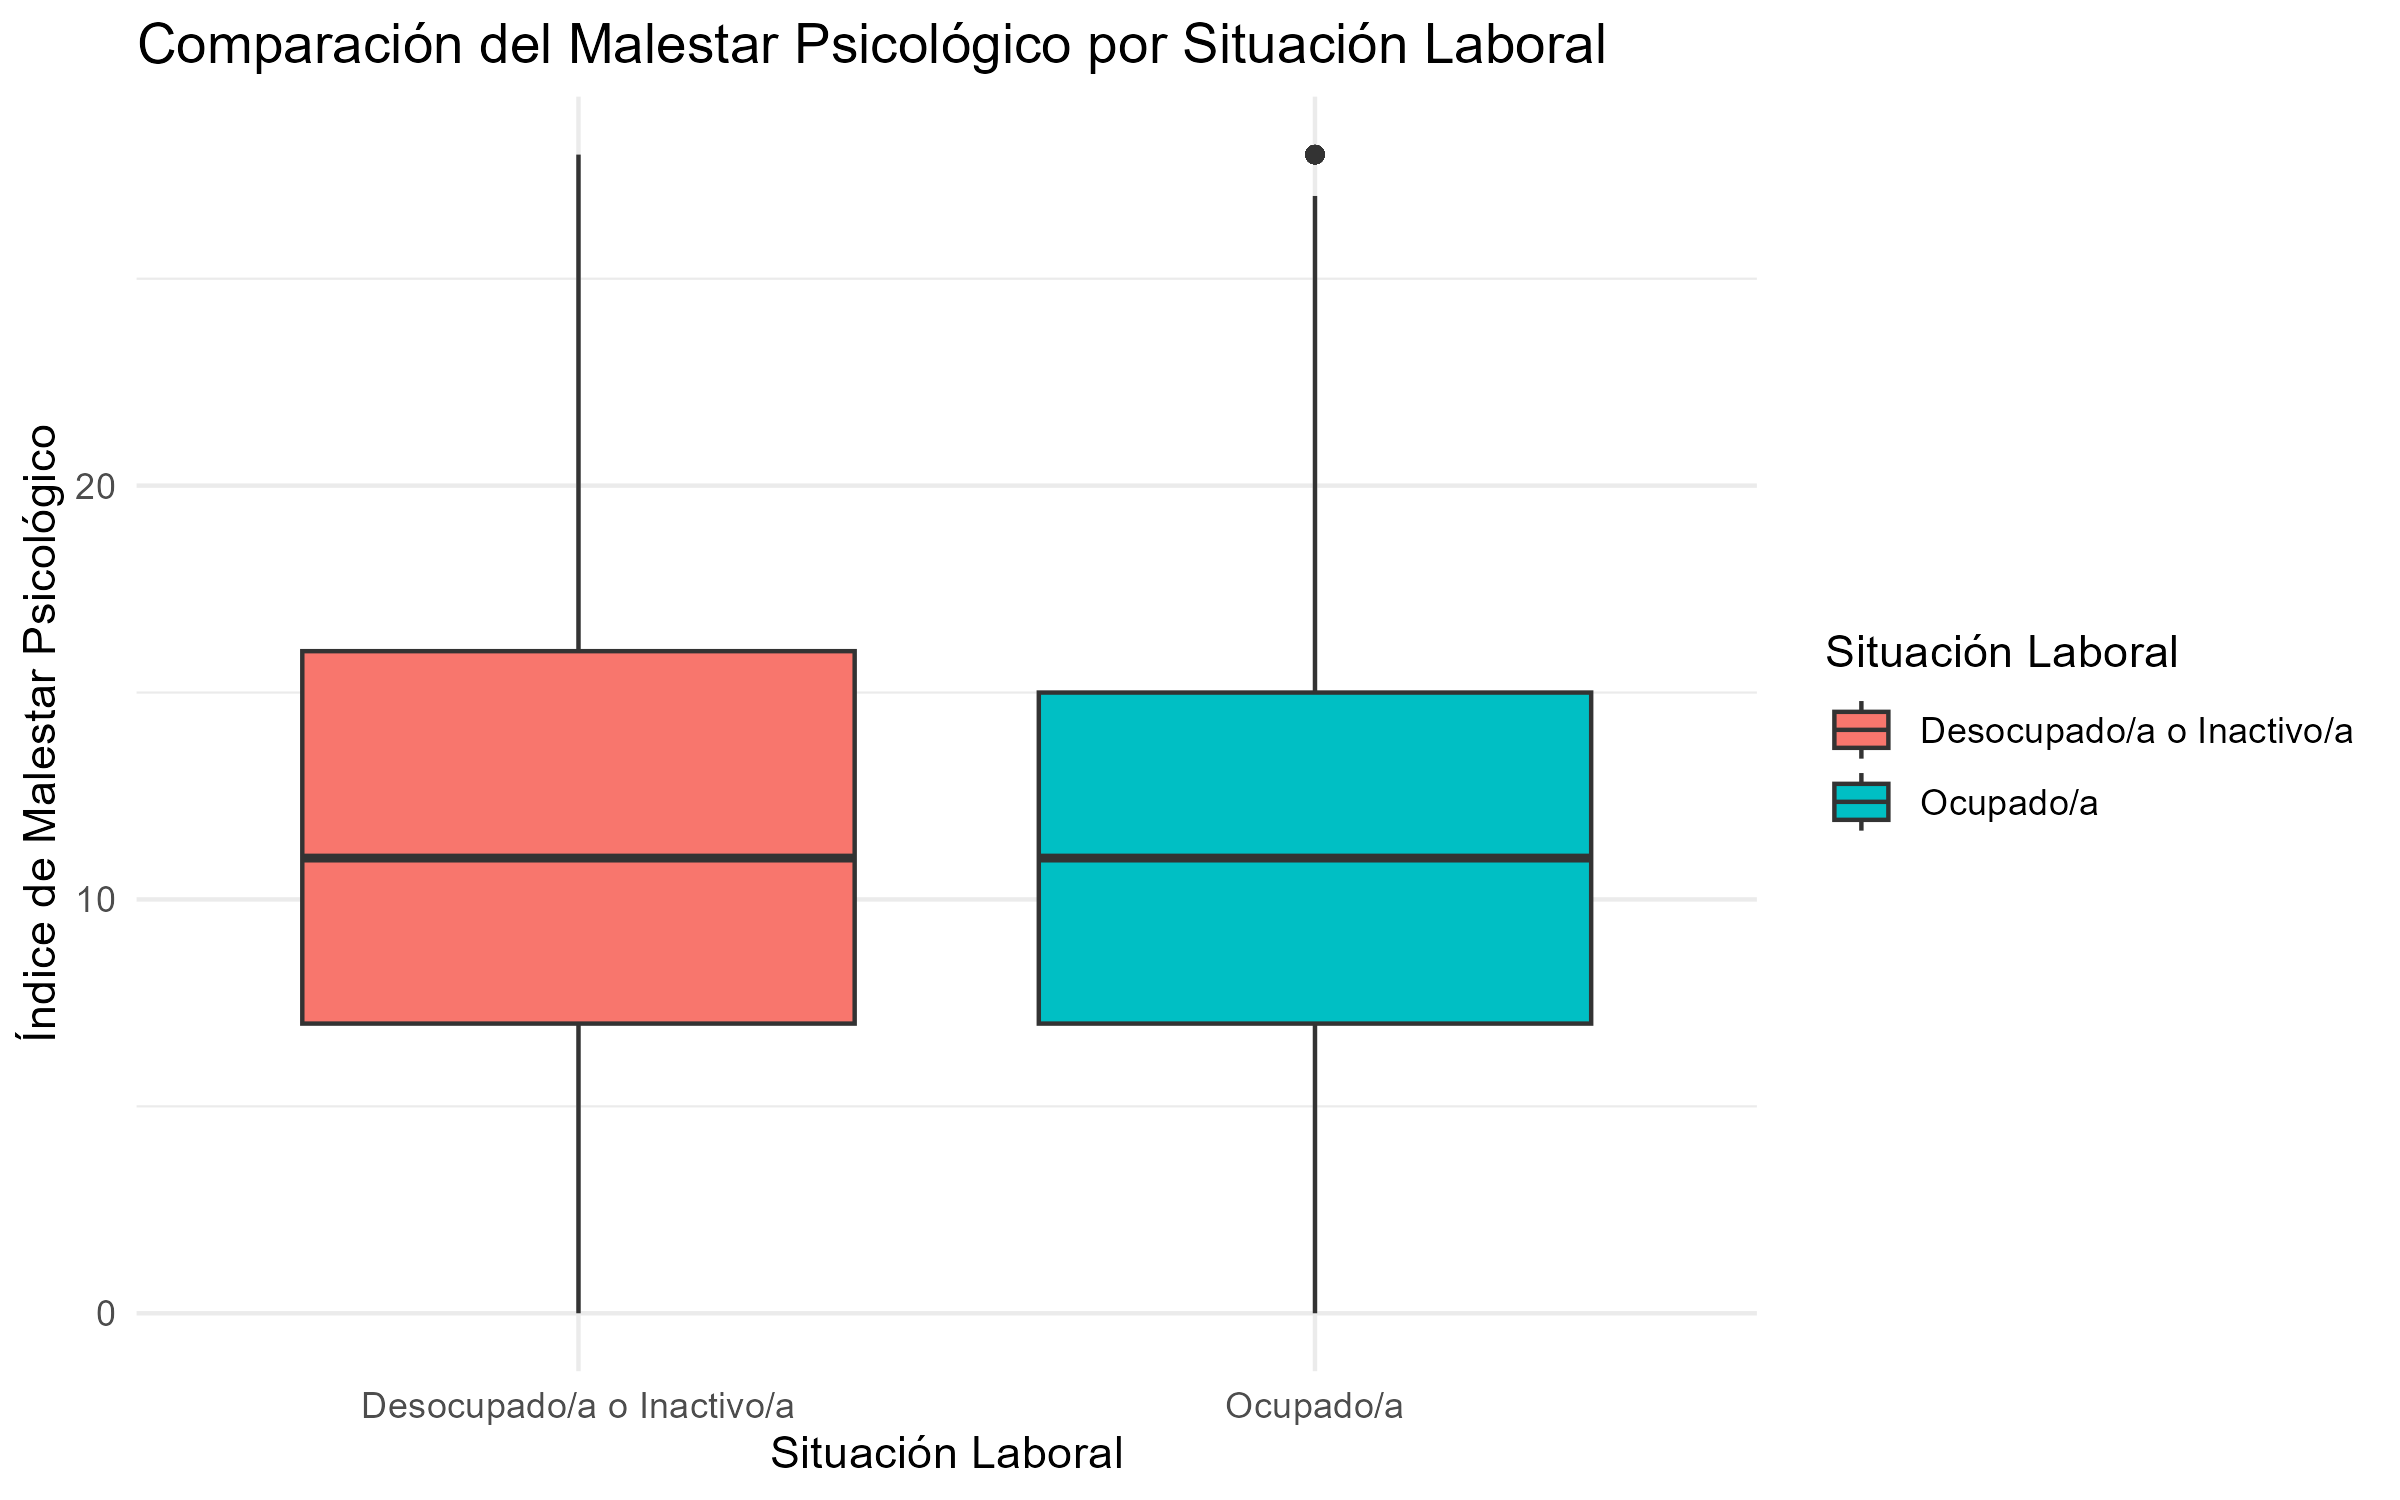 Comparación del Malestar Psicológico por Situación Laboral
Índice de Malestar Psicológico
20
10
0
Desocupado/a o Inactivo/a
Ocupado/a
Situación Laboral
Situación Laboral
Desocupado/a o Inactivo/a
Ocupado/a